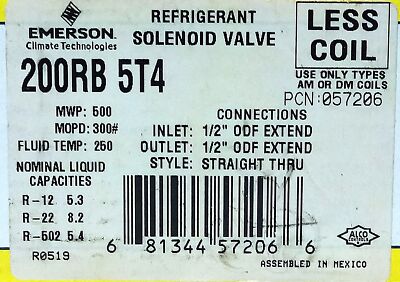 EMERSON
Climate Technologies
REFRIGERANT
SOLENOID VALVE
LESS
COIL
200RB 5T4
USE ONLY TYPES
AM OR DM COILS
PCN:057206
MWP: 500
MOPD: 300#
FLUID TEMP: 250
CONNECTIONS
INLET: 1/2" ODF EXTEND
OUTLET: 1/2" ODF EXTEND
STYLE: STRAIGHT THRU
NOMINAL LIQUID
CAPACITIES
R-12 5.3
R-22 8.2
R-502 5.4
R0519
6 81344 57206 6
ALCO
CONTROLS
ASSEMBLED IN MEXICO